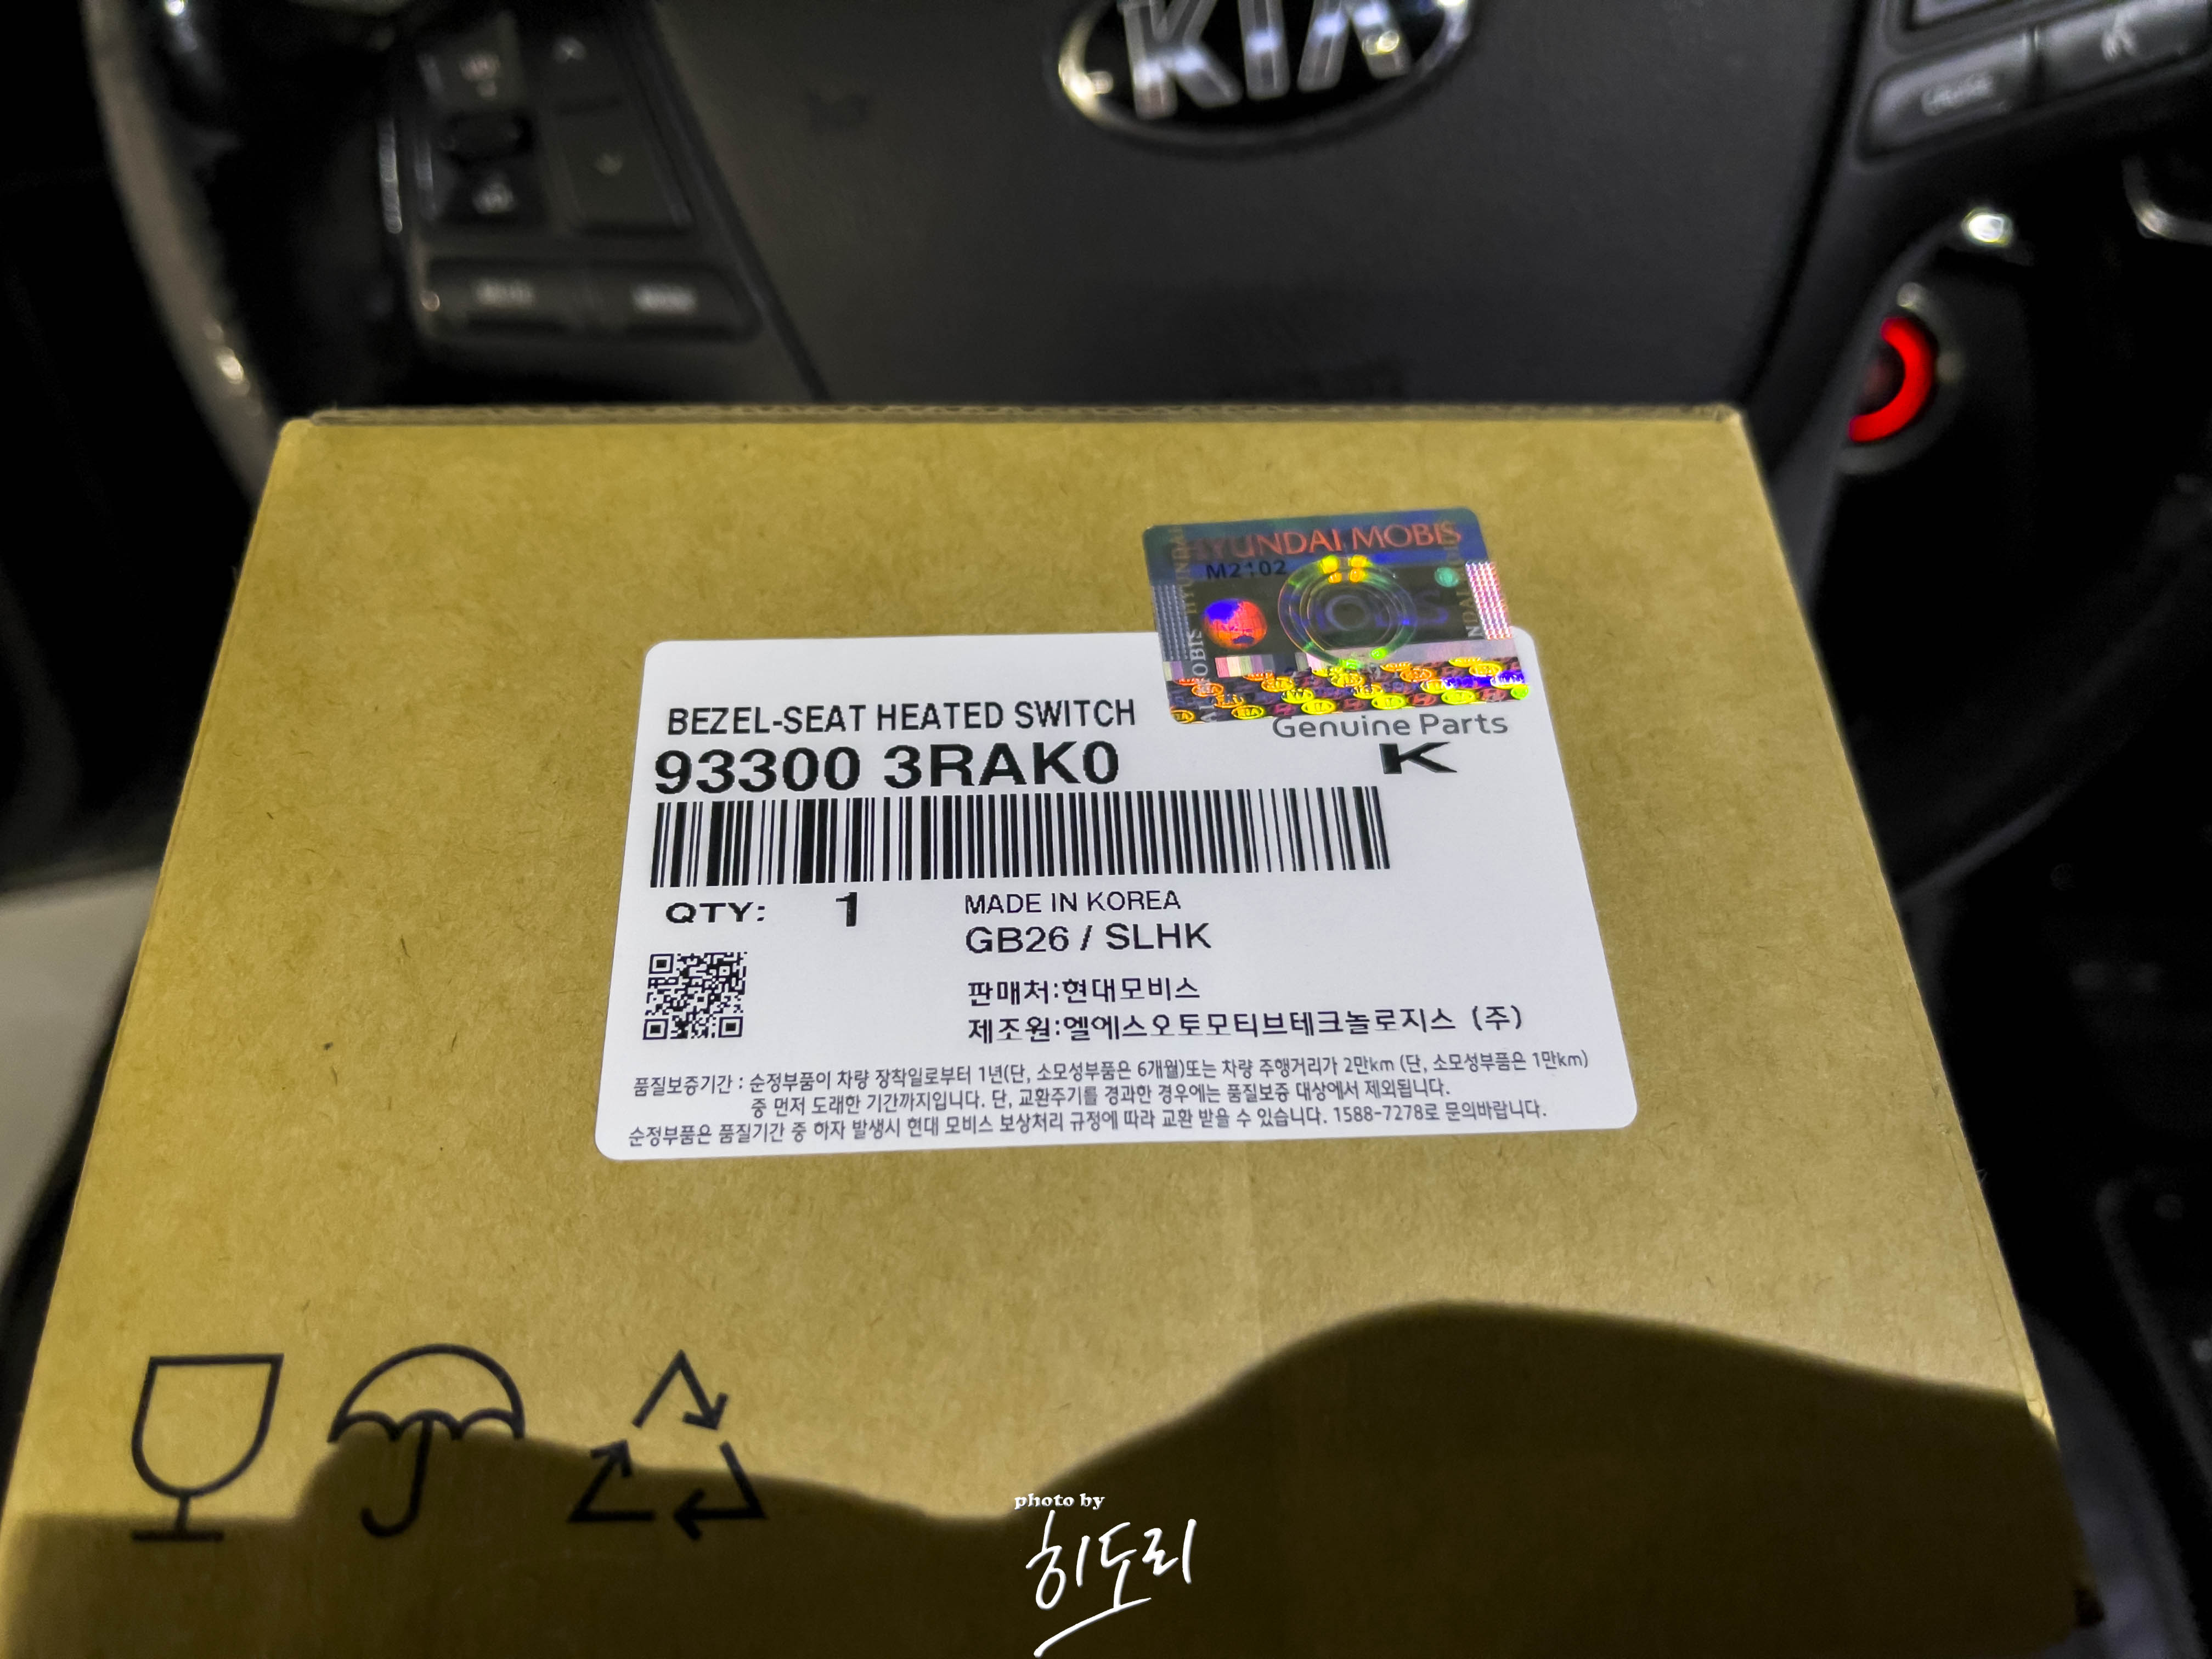 KIA
CRUISE
HYUNDAI MOBIS
M2102
MOBIS
BEZEL-SEAT HEATED SWITCH
Genuine Parts
93300 3RAK0
K
QTY: 1
MADE IN KOREA
GB26 / SLHK
판매처:현대모비스
제조원:엘에스오토모티브테크놀로지스 (주)
품질보증기간 : 순정부품이 차량 장착일로부터 1년(단, 소모성부품은 6개월)또는 차량 주행거리가 2만km (단, 소모성부품은 1만km)
중 먼저 도래한 기간까지입니다. 단, 교환주기를 경과한 경우에는 품질보증 대상에서 제외됩니다.
순정부품은 품질기간 중 하자 발생시 현대 모비스 보상처리 규정에 따라 교환 받을 수 있습니다. 1588-7278로 문의바랍니다.
photo by
히도리